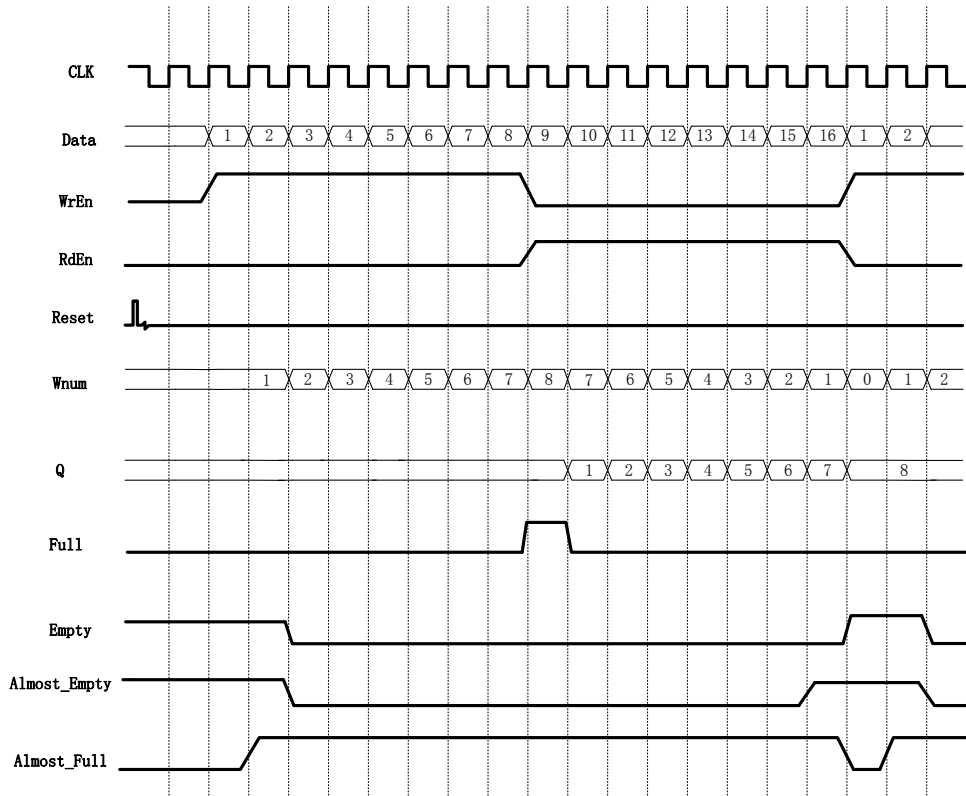 CLK
Data 1 2 3 4 5 6 7 8 9 10 11 12 13 14 15 16 1 2
WrEn
RdEn
Reset
Wnum 1 2 3 4 5 6 7 8 7 6 5 4 3 2 1 0 1 2
Q 1 2 3 4 5 6 7 8
Full
Empty
Almost_Empty
Almost_Full